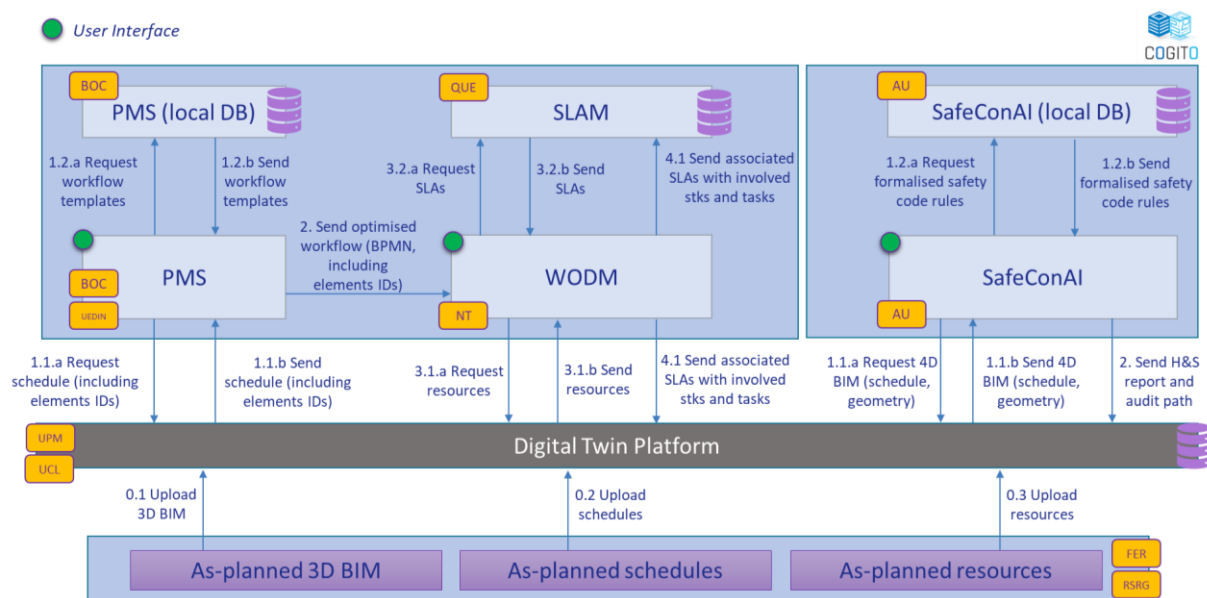 User Interface
COGITO
BOC
PMS (local DB)
QUE
SLAM
AU
SafeConAI (local DB)
1.2.a Request
workflow
templates
1.2.b Send
workflow
templates
3.2.a Request
SLAs
3.2.b Send
SLAs
4.1 Send associated
SLAs with involved
stks and tasks
1.2.a Request
formalised safety
code rules
1.2.b Send
formalised safety
code rules
2. Send optimised
workflow (BPMN,
including
elements IDs)
PMS
BOC
UEDIN
WODM
NT
SafeConAI
AU
1.1.a Request
schedule (including
elements IDs)
1.1.b Send
schedule (including
elements IDs)
3.1.a Request
resources
3.1.b Send
resources
4.1 Send associated
SLAs with involved
stks and tasks
1.1.a Request 4D
BIM (schedule,
geometry)
1.1.b Send 4D
BIM (schedule,
geometry)
2. Send H&S
report and
audit path
UPM
UCL
Digital Twin Platform
0.1 Upload
3D BIM
0.2 Upload
schedules
0.3 Upload
resources
As-planned 3D BIM
As-planned schedules
As-planned resources
FER
RSRG